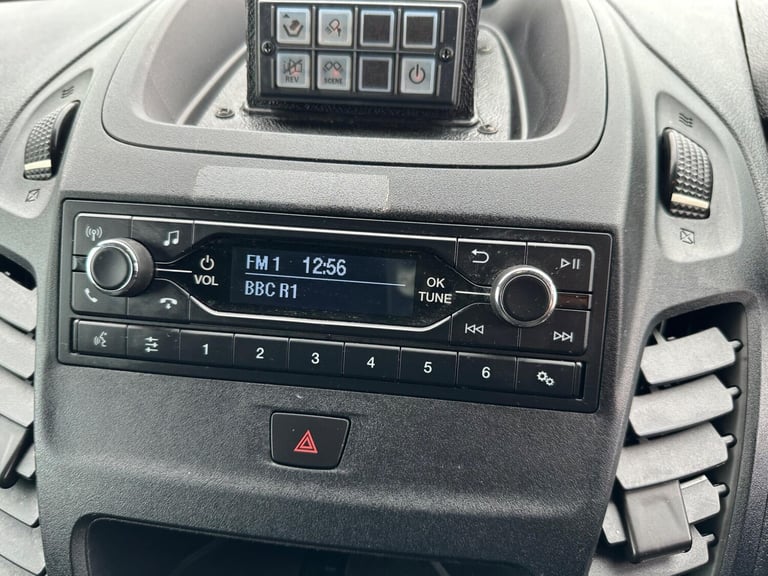 REV
SCENE
FM 1 12:56
BBC R1
VOL
OK
TUNE
1 2 3 4 5 6